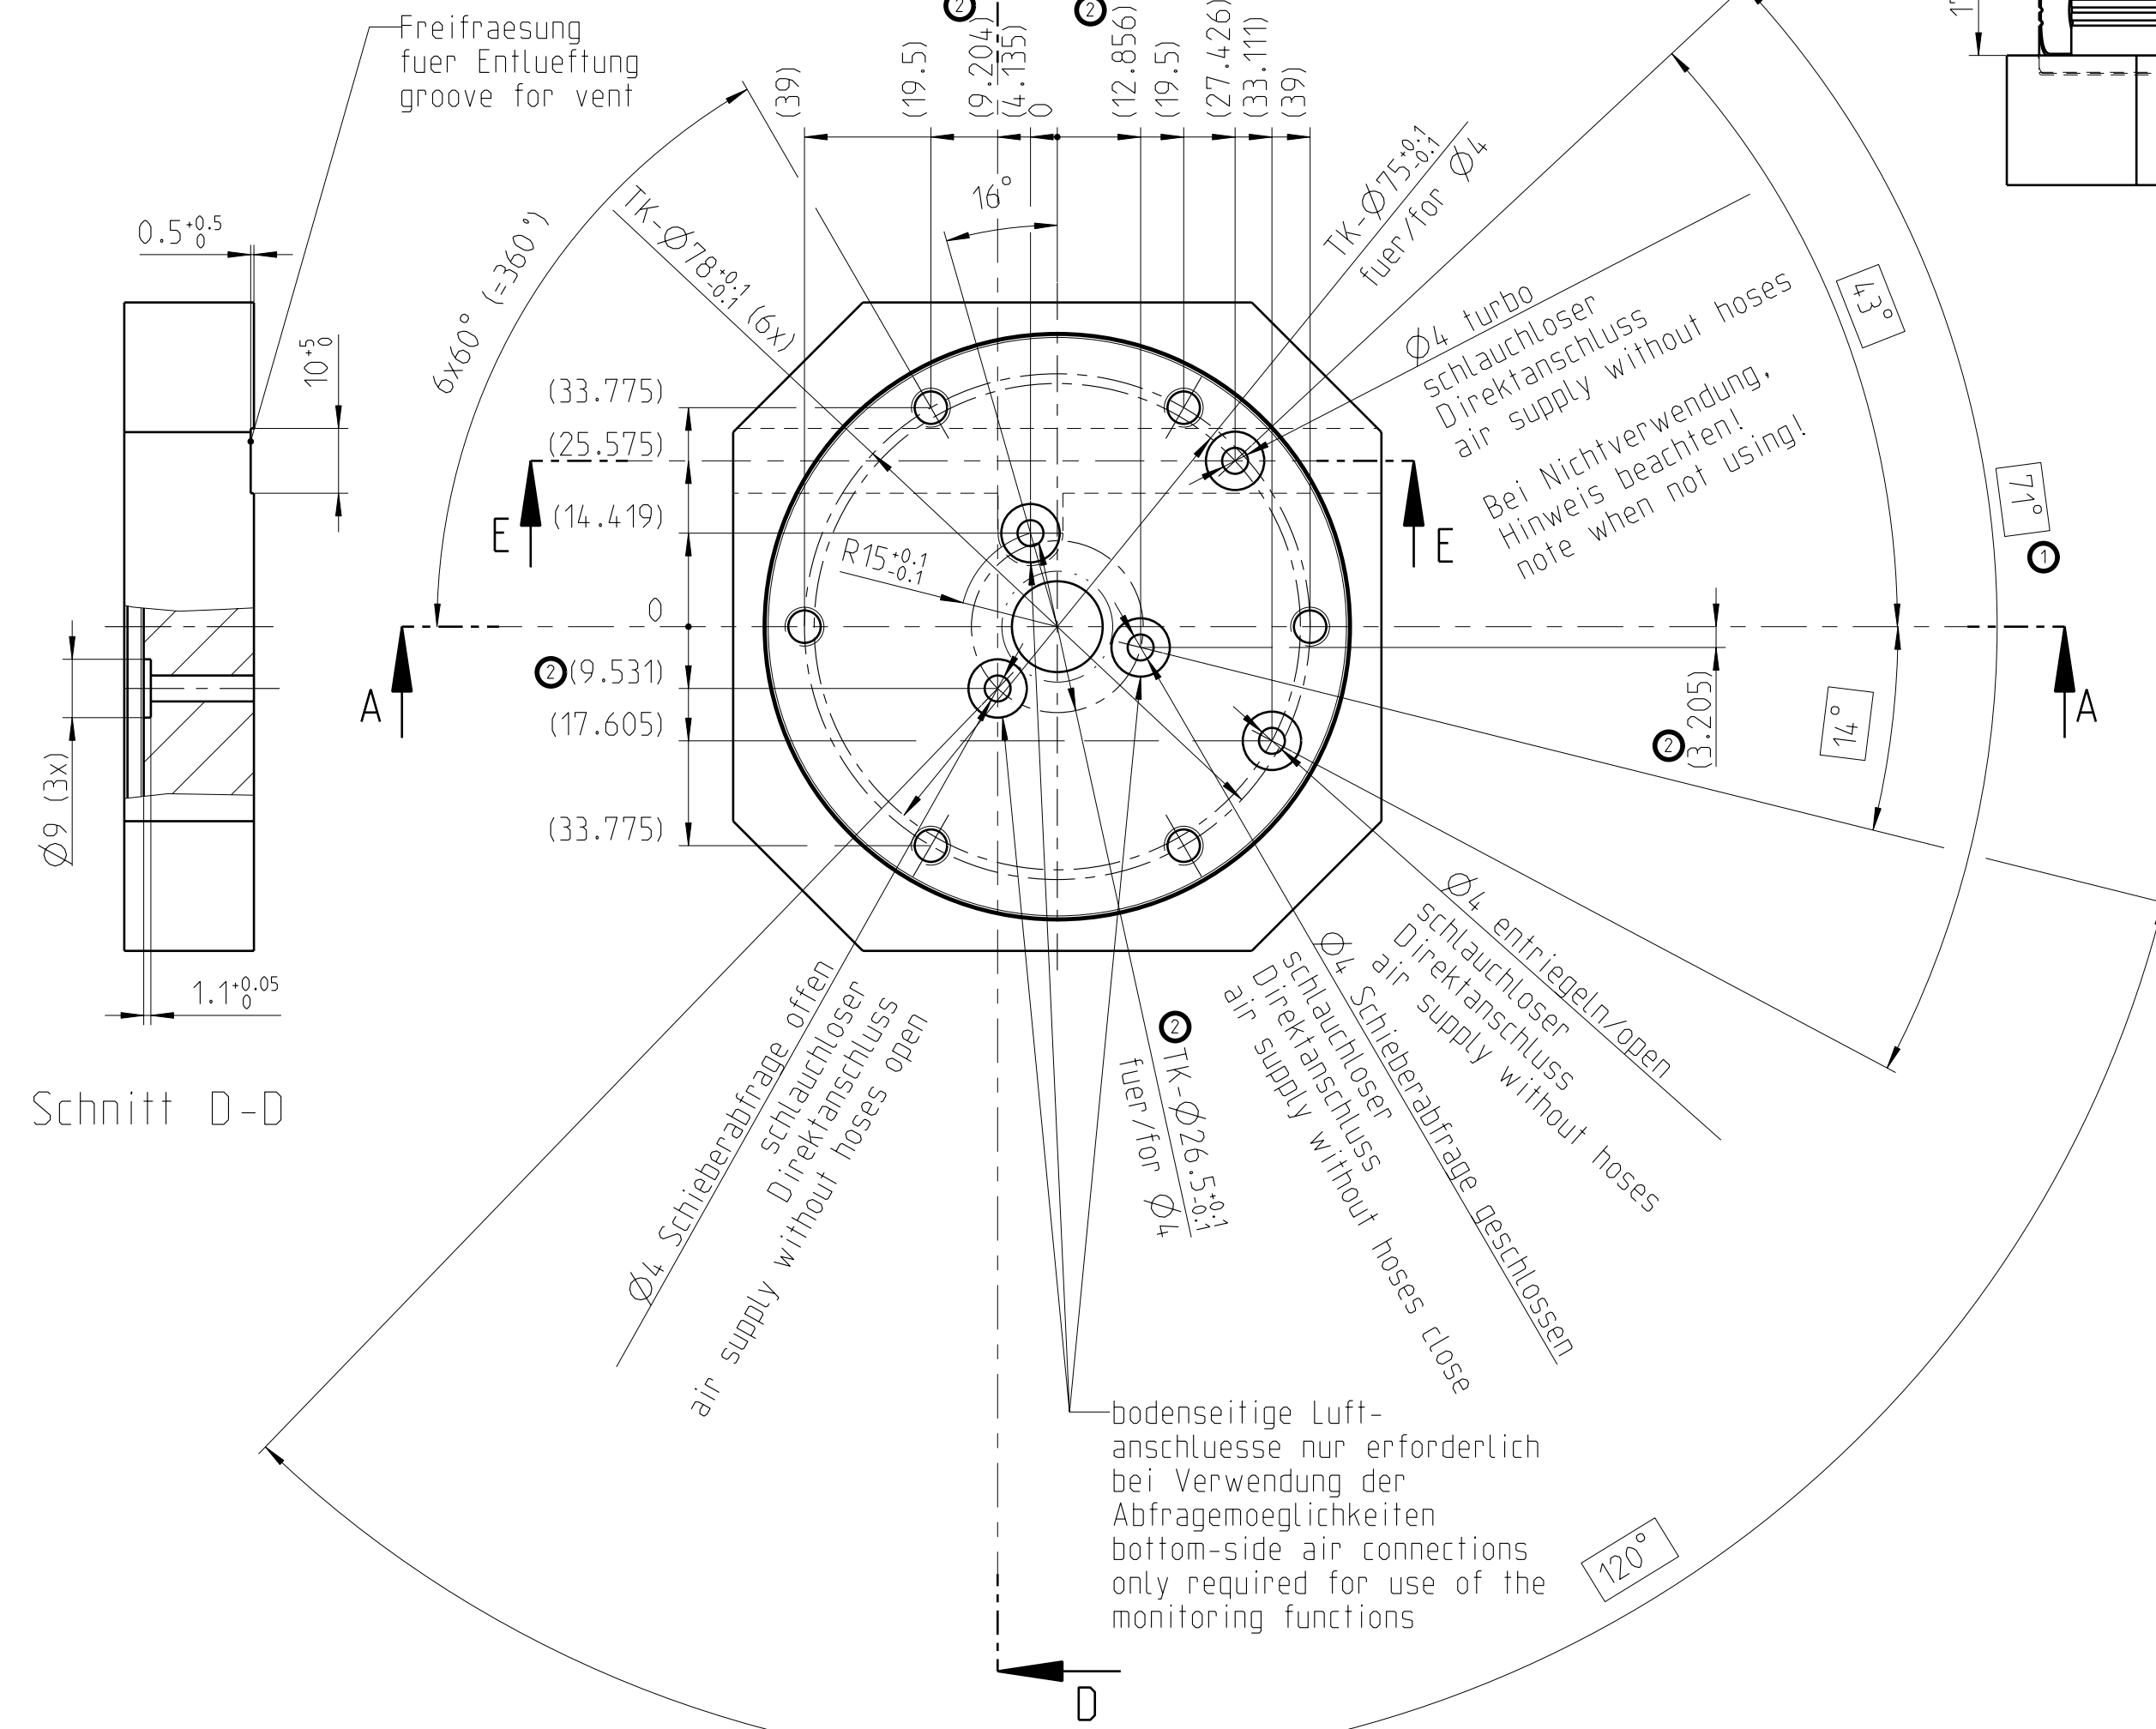 Freifraesung
fuer Entlueftung
groove for vent
2
2
(39)
(19.5)
(9.204)
(4.135)
0
(12.856)
(19.5)
(27.426)
(33.111)
(39)
16°
0.5 +0.5 0
10 +5 0
6x60° (=360°)
TK-Ø78 +0.1 -0.1 (6x)
TK-Ø75 +0.1 -0.1
fuer/for Ø4
Ø4 turbo
schlauchloser
Direktanschluss
air supply without hoses
Bei Nichtverwendung,
Hinweis beachten!
note when not using!
43°
71°
1
(33.775)
(25.575)
(14.419)
0
2 (9.531)
(17.605)
(33.775)
E
E
R15 +0.1 -0.1
A
A
14°
2 (3.205)
Ø9 (3x)
1.1 +0.05 0
Schnitt D-D
Ø4 Schieberabfrage offen
schlauchloser
Direktanschluss
air supply without hoses open
2 TK-Ø26.5 +0.1 -0.1
fuer/for Ø4
Ø4 Schieberabfrage geschlossen
schlauchloser
Direktanschluss
air supply without hoses close
Ø4 entriegeln/open
schlauchloser
Direktanschluss
air supply without hoses
bodenseitige Luft-
anschluesse nur erforderlich
bei Verwendung der
Abfragemoeglichkeiten
bottom-side air connections
only required for use of the
monitoring functions
120°
D